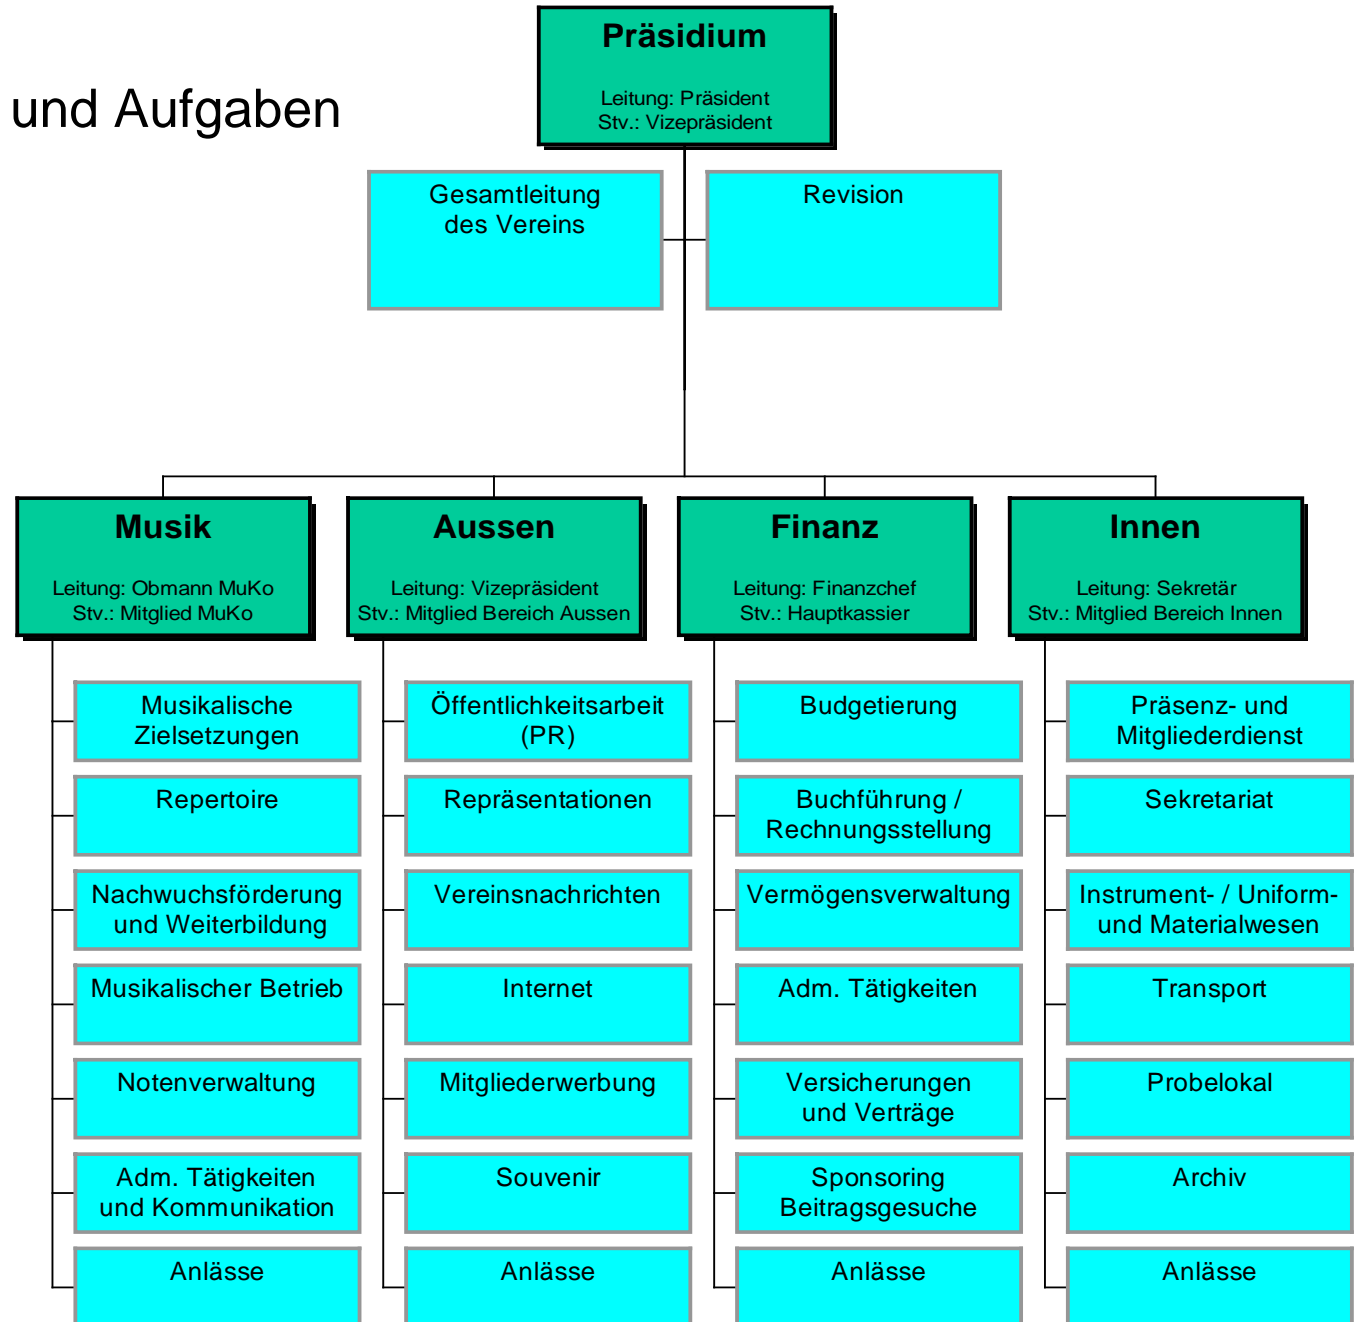 Präsidium
Leitung: Präsident
Stv.: Vizepräsident
und Aufgaben
Gesamtleitung
des Vereins
Revision
Musik
Leitung: Obmann MuKo
Stv.: Mitglied MuKo
Aussen
Leitung: Vizepräsident
Stv.: Mitglied Bereich Aussen
Finanz
Leitung: Finanzchef
Stv.: Hauptkassier
Innen
Leitung: Sekretär
Stv.: Mitglied Bereich Innen
Musikalische
Zielsetzungen
Repertoire
Nachwuchsförderung
und Weiterbildung
Musikalischer Betrieb
Notenverwaltung
Adm. Tätigkeiten
und Kommunikation
Anlässe
Öffentlichkeitsarbeit
(PR)
Repräsentationen
Vereinsnachrichten
Internet
Mitgliederwerbung
Souvenir
Anlässe
Budgetierung
Buchführung /
Rechnungsstellung
Vermögensverwaltung
Adm. Tätigkeiten
Versicherungen
und Verträge
Sponsoring
Beitragsgesuche
Anlässe
Präsenz- und
Mitgliederdienst
Sekretariat
Instrument- / Uniform-
und Materialwesen
Transport
Probelokal
Archiv
Anlässe